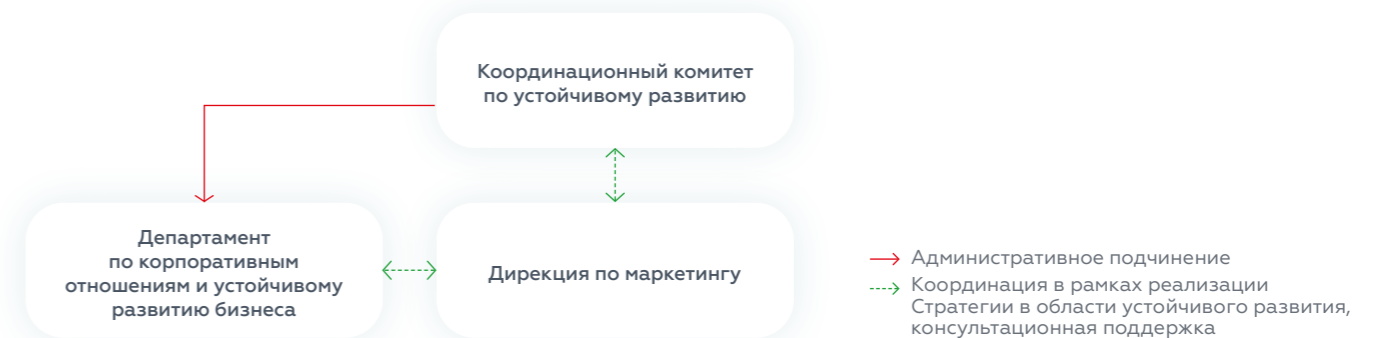 Координационный комитет
по устойчивому развитию
Департамент
по корпоративным
отношениям и устойчивому
развитию бизнеса
Дирекция по маркетингу
Административное подчинение
Координация в рамках реализации
Стратегии в области устойчивого развития,
консультационная поддержка